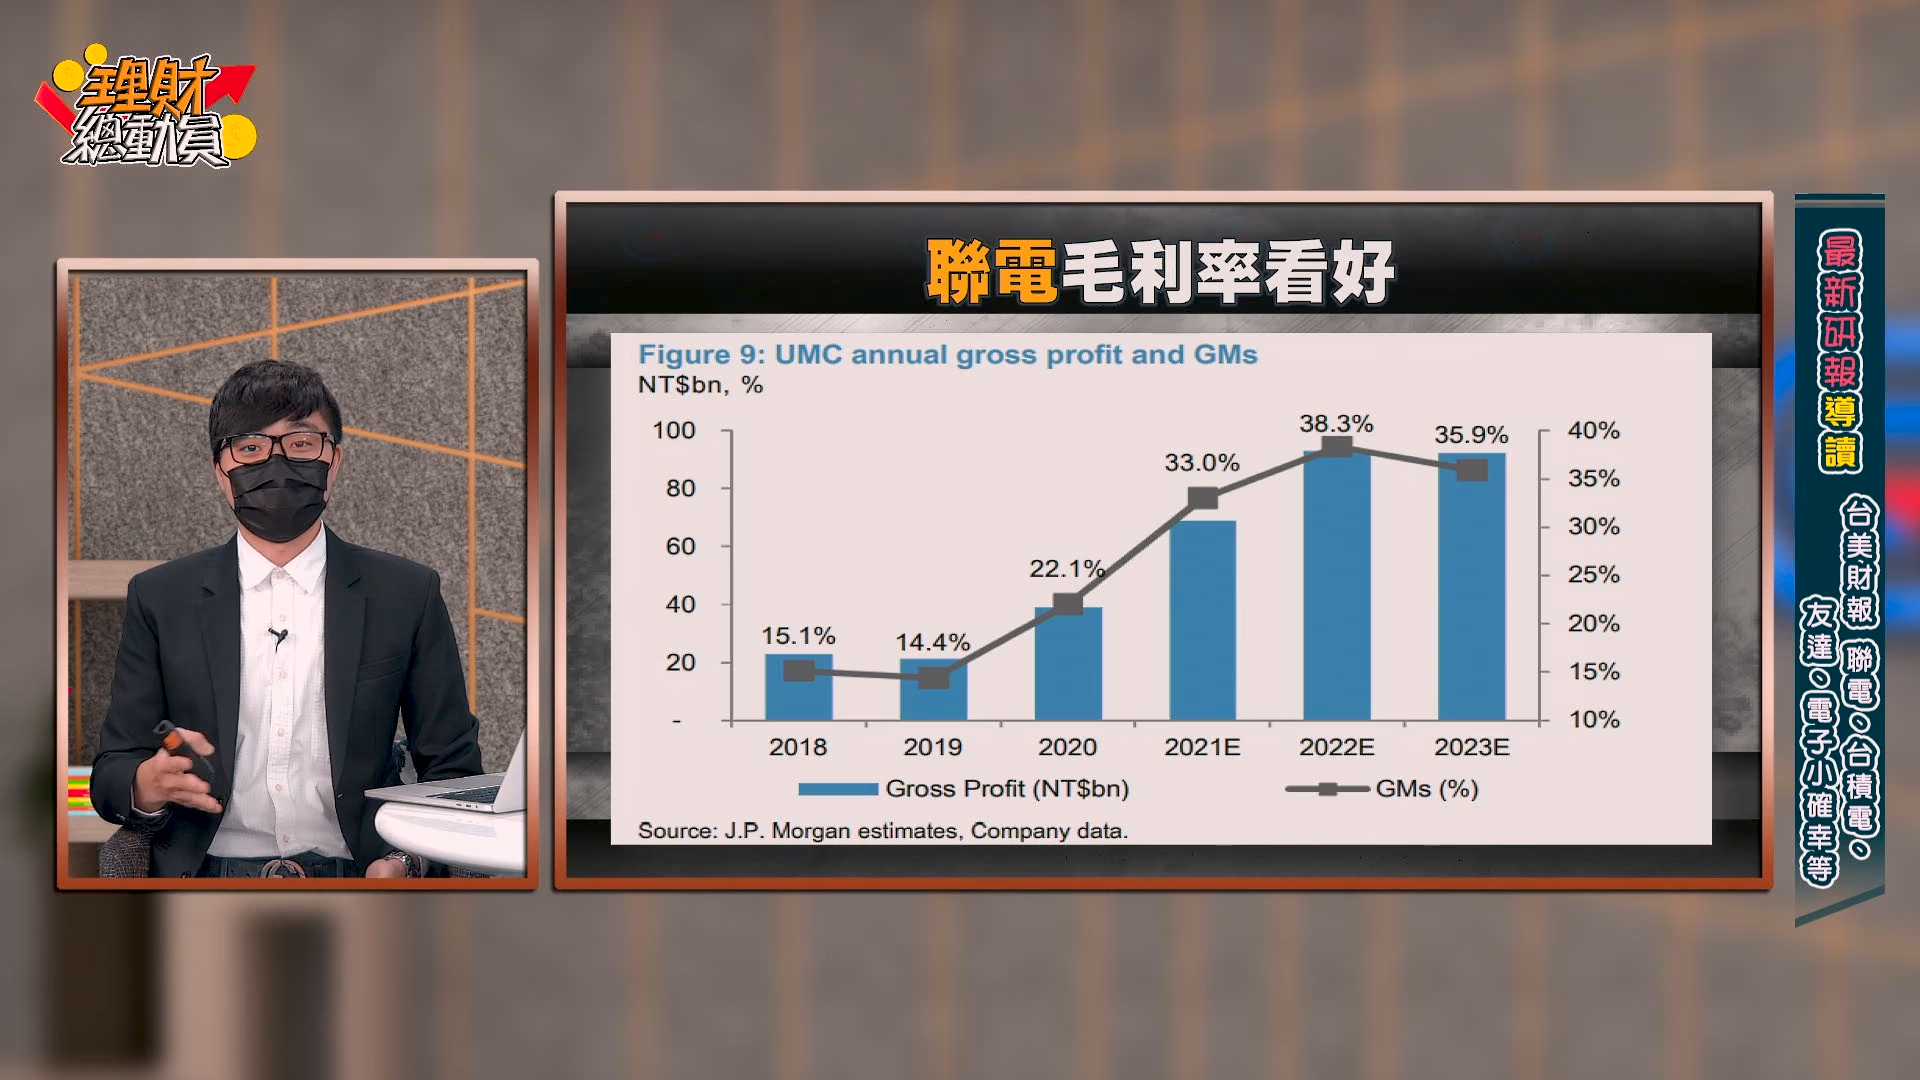 理財
總動員
聯電毛利率看好
Figure 9: UMC annual gross profit and GMs
NT$bn, %
100
80
60
40
20
-
40%
35%
30%
25%
20%
15%
10%
15.1%
14.4%
22.1%
33.0%
38.3%
35.9%
2018
2019
2020
2021E
2022E
2023E
Gross Profit (NT$bn)
GMs (%)
Source: J.P. Morgan estimates, Company data.
最新研報導讀
台美財報 聯電。台積電。
友達。電子小確幸等